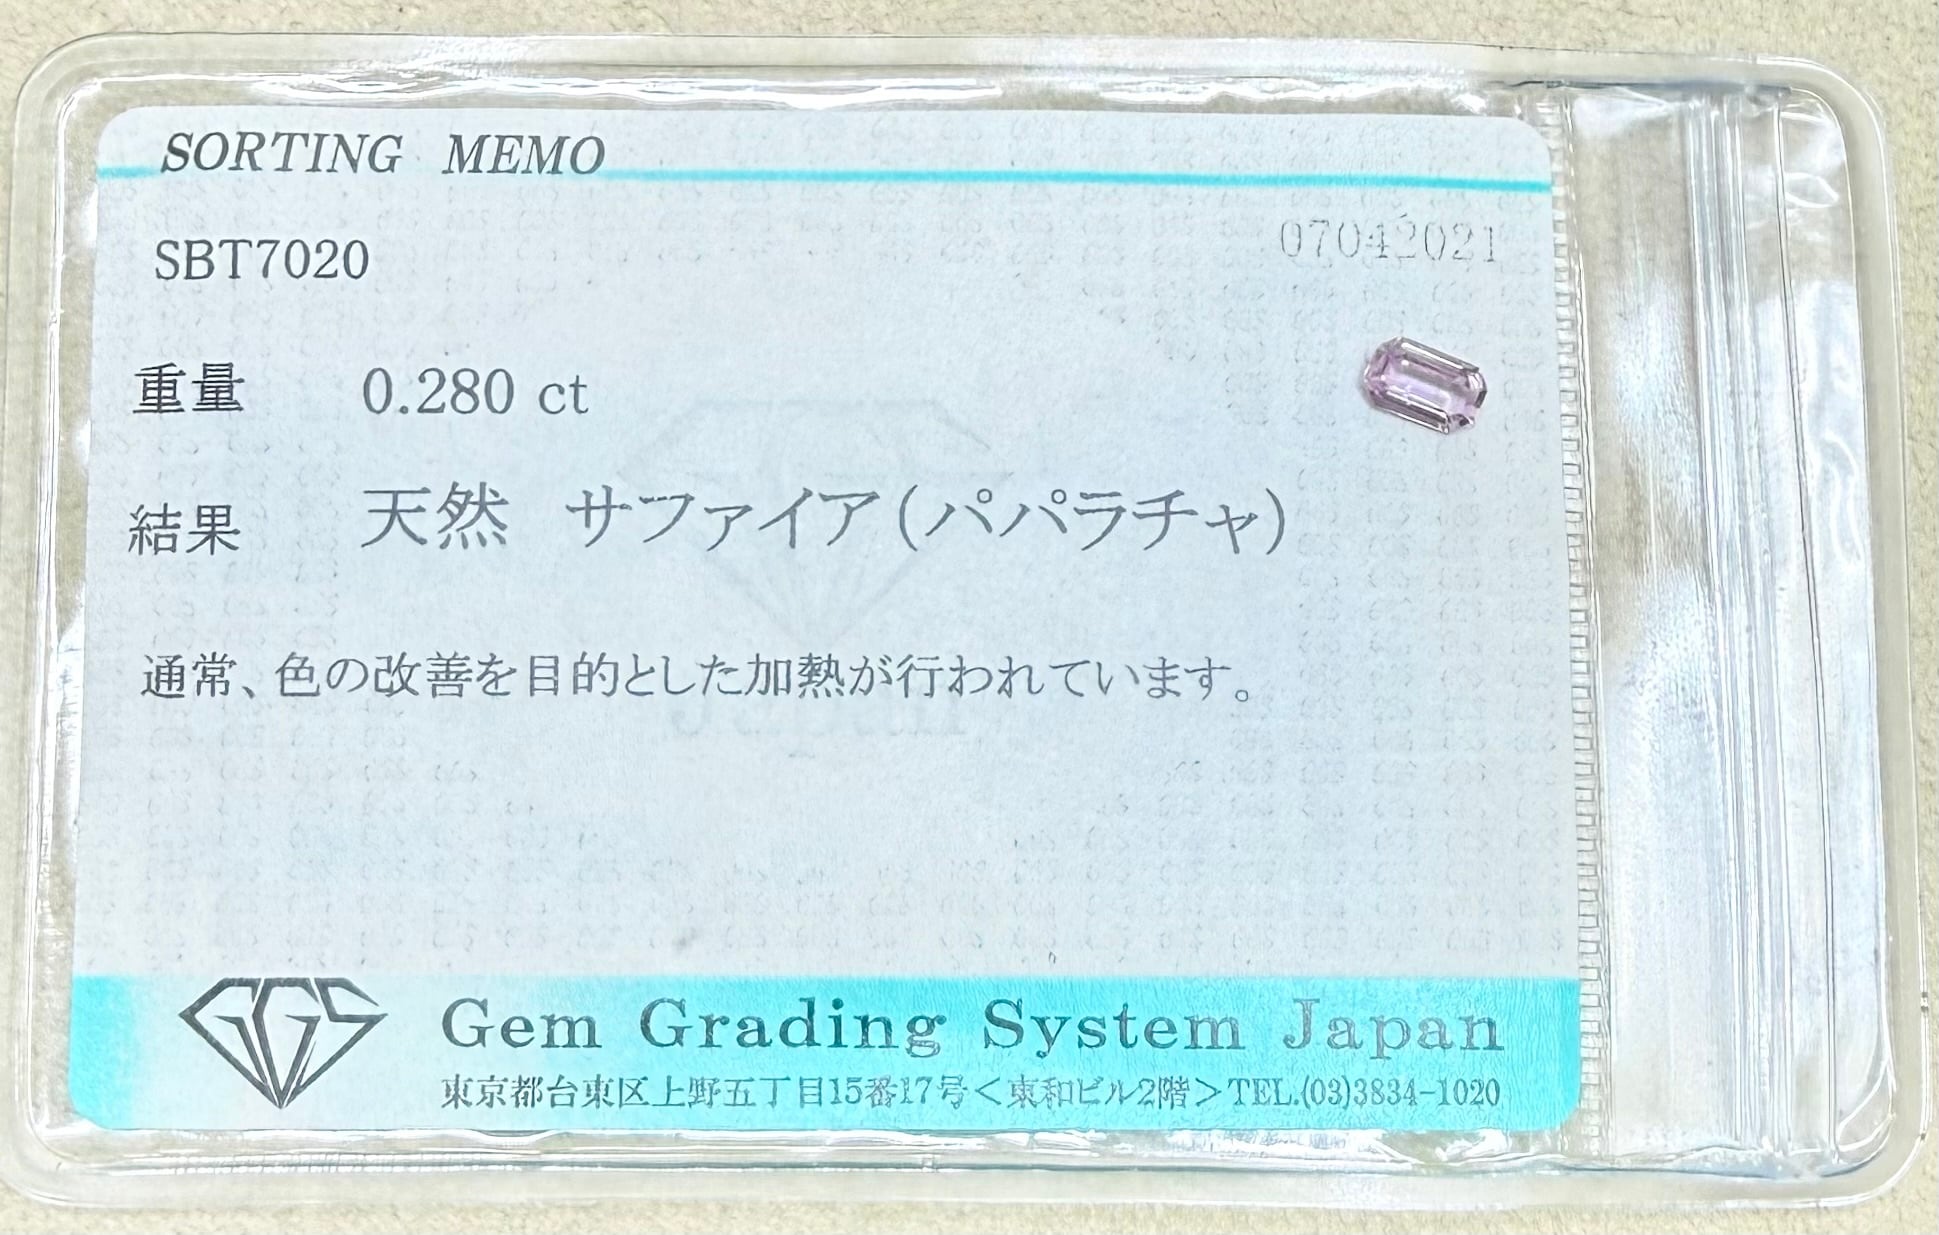 SORTING MEMO
SBT7020
07042021
重量 0.280 ct
結果 天然 サファイア(パパラチャ)
通常、色の改善を目的とした加熱が行われています。
GGS
Gem Grading System Japan
東京都台東区上野五丁目15番17号<東和ビル2階>TEL.(03)3834-1020